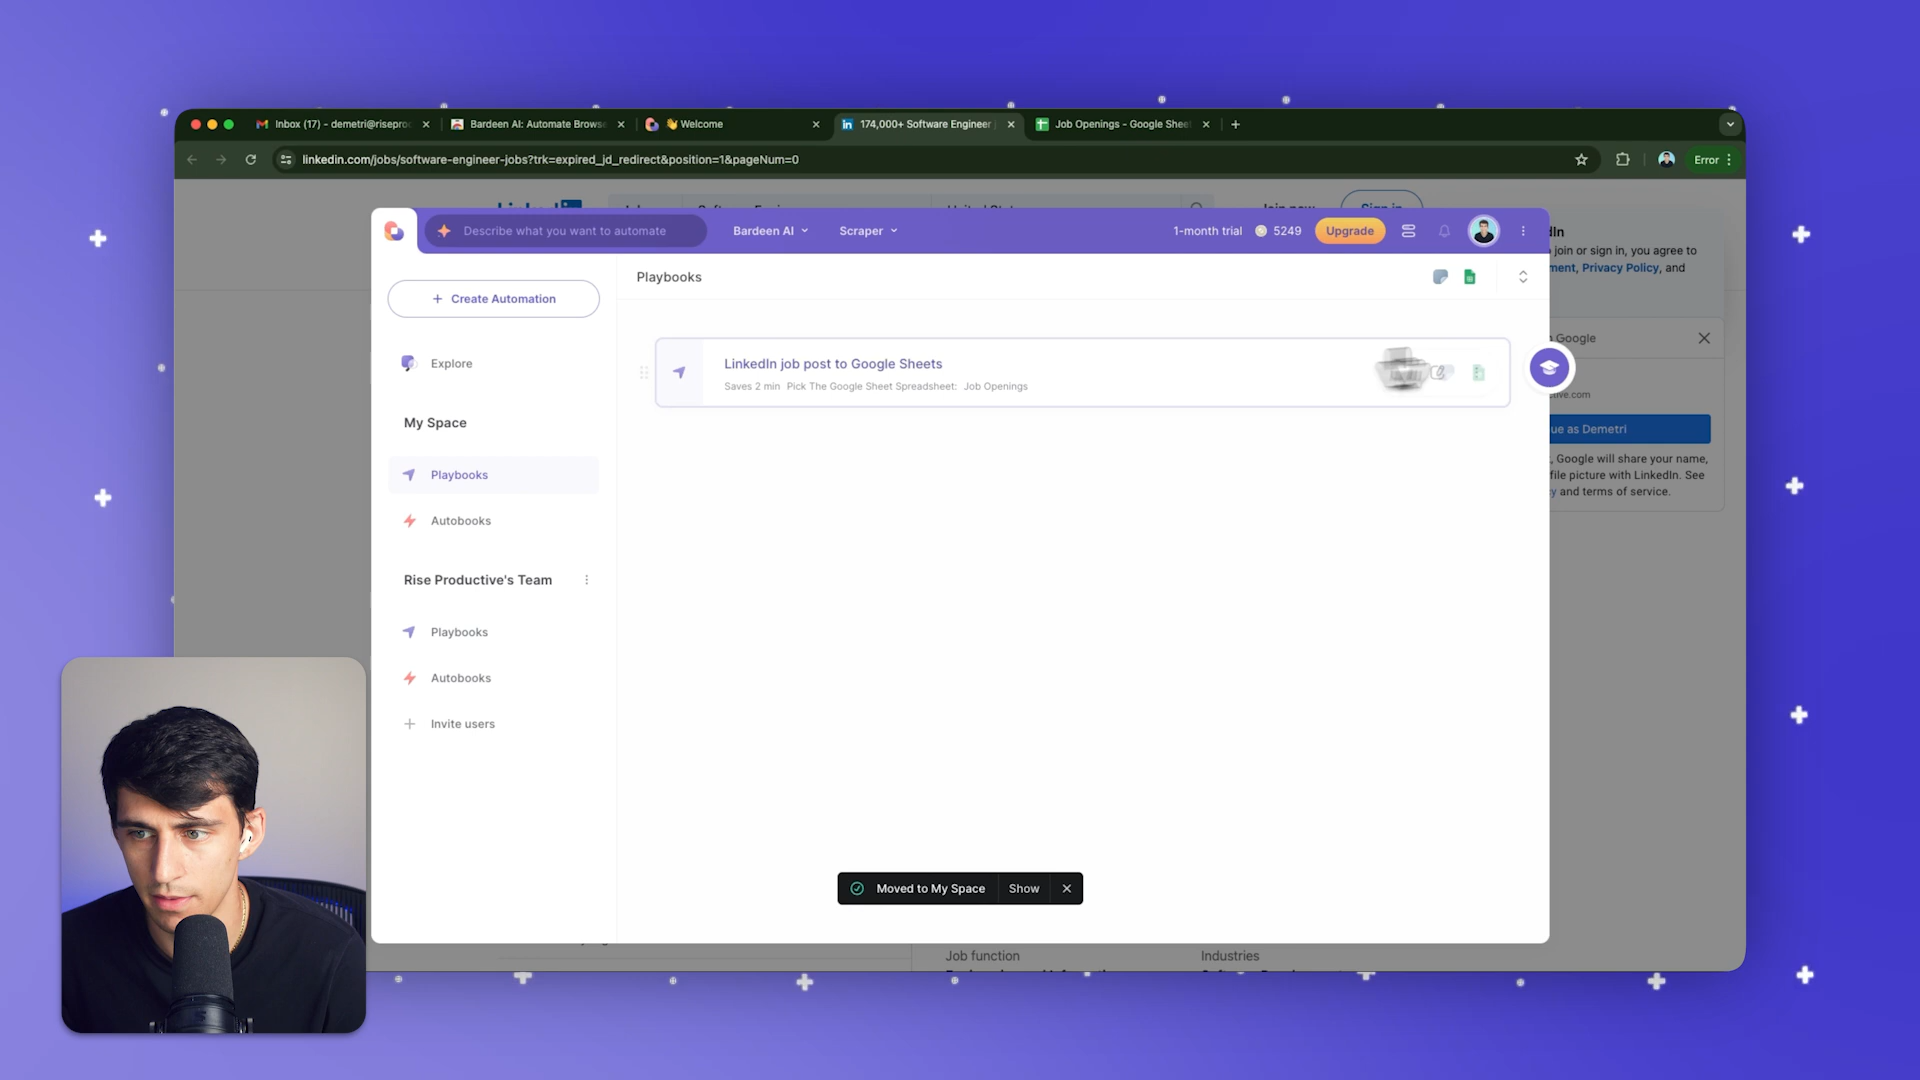 Inbox (17) - demetri@risepro
Bardeen AI: Automate Browse
👋 Welcome
174,000+ Software Engineer
Job Openings - Google Shee
linkedin.com/jobs/software-engineer-jobs?trk=expired_jd_redirect&position=1&pageNum=0
Error
Describe what you want to automate
Bardeen AI
Scraper
1-month trial
5249
Upgrade
Join now
Sign in
join or sign in, you agree to
Privacy Policy, and
Playbooks
+ Create Automation
Explore
LinkedIn job post to Google Sheets
Saves 2 min Pick The Google Sheet Spreadsheet: Job Openings
Google
My Space
ue as Demetri
Google will share your name,
file picture with LinkedIn. See
and terms of service.
Playbooks
Autobooks
Rise Productive's Team
Playbooks
Autobooks
+ Invite users
Moved to My Space
Show
Job function
Industries